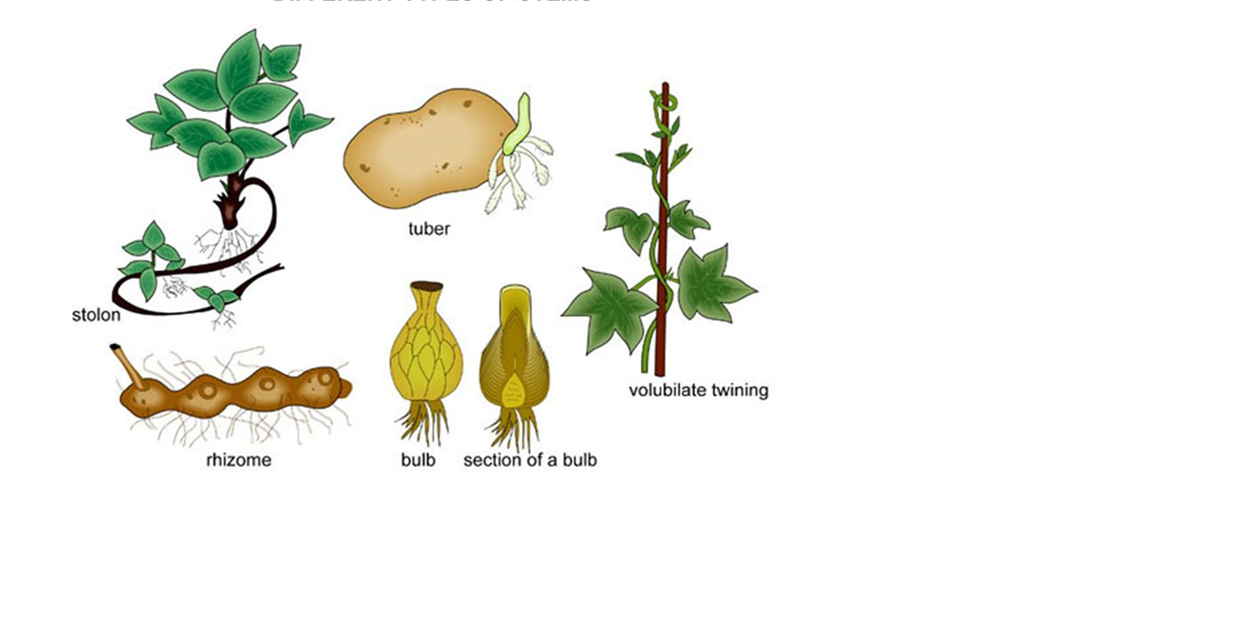 tuber
stolon
volubilate twining
rhizome
bulb
section of a bulb